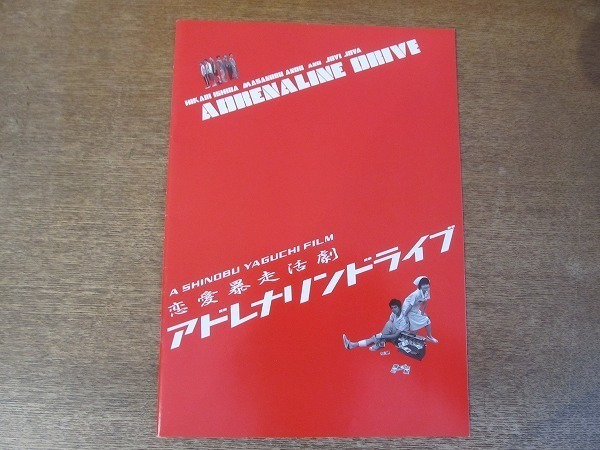 HIKARI ISHIDA MASANOBU ANDO AND JOVI JOVA
ADRENALINE DRIVE
A SHINOBU YAGUCHI FILM
恋愛暴走活劇
アドレナリンドライブ